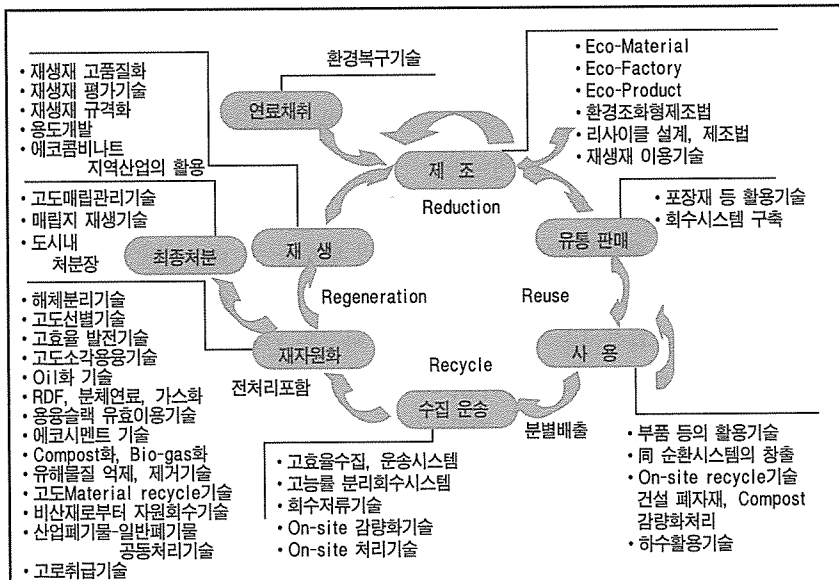 환경복구기술
연료채취
· 재생재 고품질화
· 재생재 평가기술
· 재생재 규격화
· 용도개발
· 에코콤비나트
지역산업의 활용
· Eco-Material
· Eco-Factory
· Eco-Product
· 환경조화형제조법
· 리사이클 설계, 제조법
· 재생재 이용기술
제 조
Reduction
· 포장재 등 활용기술
· 회수시스템 구축
유통 판매
· 고도매립관리기술
· 매립지 재생기술
· 도시내
처분장
최종처분
재 생
Regeneration
Reuse
· 해체분리기술
· 고도선별기술
· 고효율 발전기술
· 고도소각용융기술
· Oil화 기술
· RDF, 분체연료, 가스화
· 용융슬랙 유효이용기술
· 에코시멘트 기술
· Compost화, Bio-gas화
· 유해물질 억제, 제거기술
· 고도Material recycle기술
· 비산재로부터 자원회수기술
· 산업폐기물-일반폐기물
공동처리기술
· 고로취급기술
재자원화
전처리포함
Recycle
사 용
수집 운송
분별배출
· 고효율수집, 운송시스템
· 고능률 분리회수시스템
· 회수저류기술
· On-site 감량화기술
· On-site 처리기술
· 부품 등의 활용기술
· 同 순환시스템의 창출
· On-site recycle기술
건설 폐자재, Compost
감량화처리
· 하수활용기술